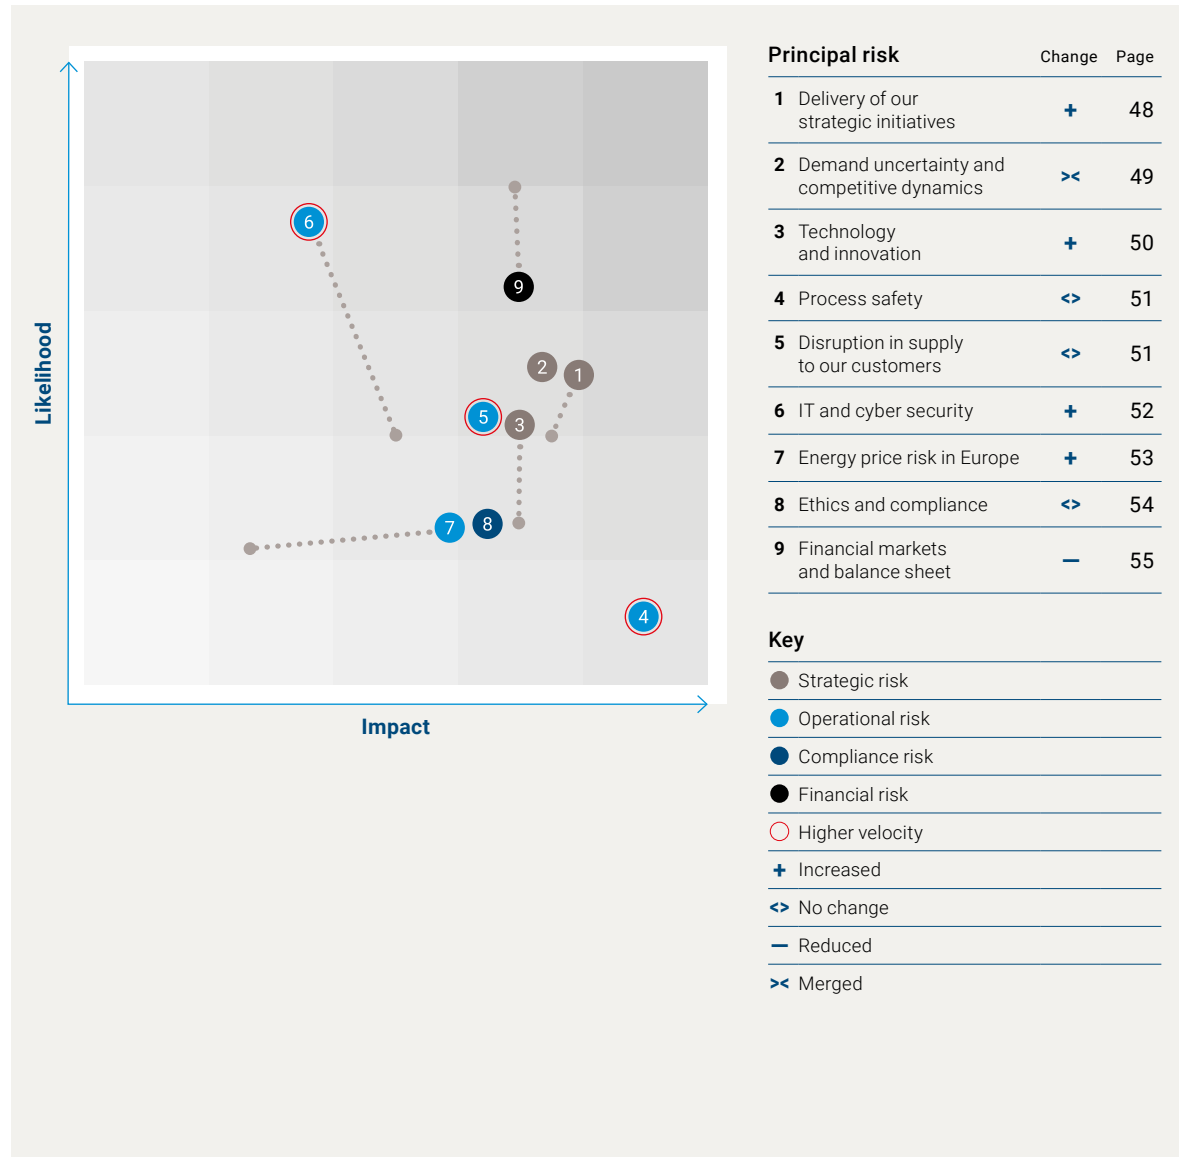 Likelihood
Impact
6
9
2
1
5
3
7
8
4
Principal risk Change Page
1 Delivery of our
strategic initiatives + 48
2 Demand uncertainty and
competitive dynamics >< 49
3 Technology
and innovation + 50
4 Process safety <> 51
5 Disruption in supply
to our customers <> 51
6 IT and cyber security + 52
7 Energy price risk in Europe + 53
8 Ethics and compliance <> 54
9 Financial markets
and balance sheet — 55
Key
Strategic risk
Operational risk
Compliance risk
Financial risk
Higher velocity
+ Increased
<> No change
— Reduced
>< Merged